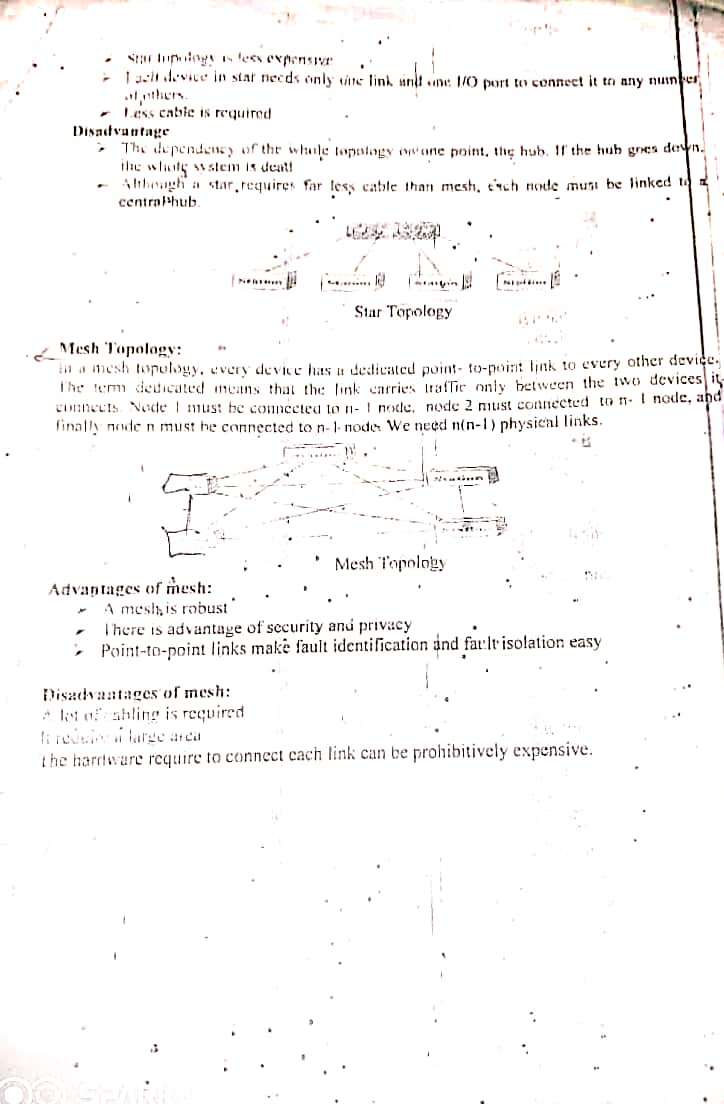 ➢ Star topology is less expensive
➢ Each device in star needs only one link and one I/O port to connect it to any number
of others.
➢ Less cable is required
Disadvantage
➢ The dependency of the whole topology on one point, the hub. If the hub goes down.
the whole system is dead!
➢ Although a star requires far less cable than mesh, each node must be linked to a
central hub.
Station Station Station
Star Topology
Mesh Topology:
In a mesh topology, every device has a dedicated point- to-point link to every other device.
The term dedicated means that the link carries traffic only between the two devices it
connects. Node 1 must be connected to n- 1 node, node 2 must connected to n- 1 node, and
finally node n must be connected to n-1 node. We need n(n-1) physical links.
Station
Mesh Topology
Advantages of mesh:
➢ A mesh is robust
➢ There is advantage of security and privacy
➢ Point-to-point links make fault identification and fault isolation easy
Disadvantages of mesh:
A lot of cabling is required
It require a large area
The hardware require to connect each link can be prohibitively expensive.